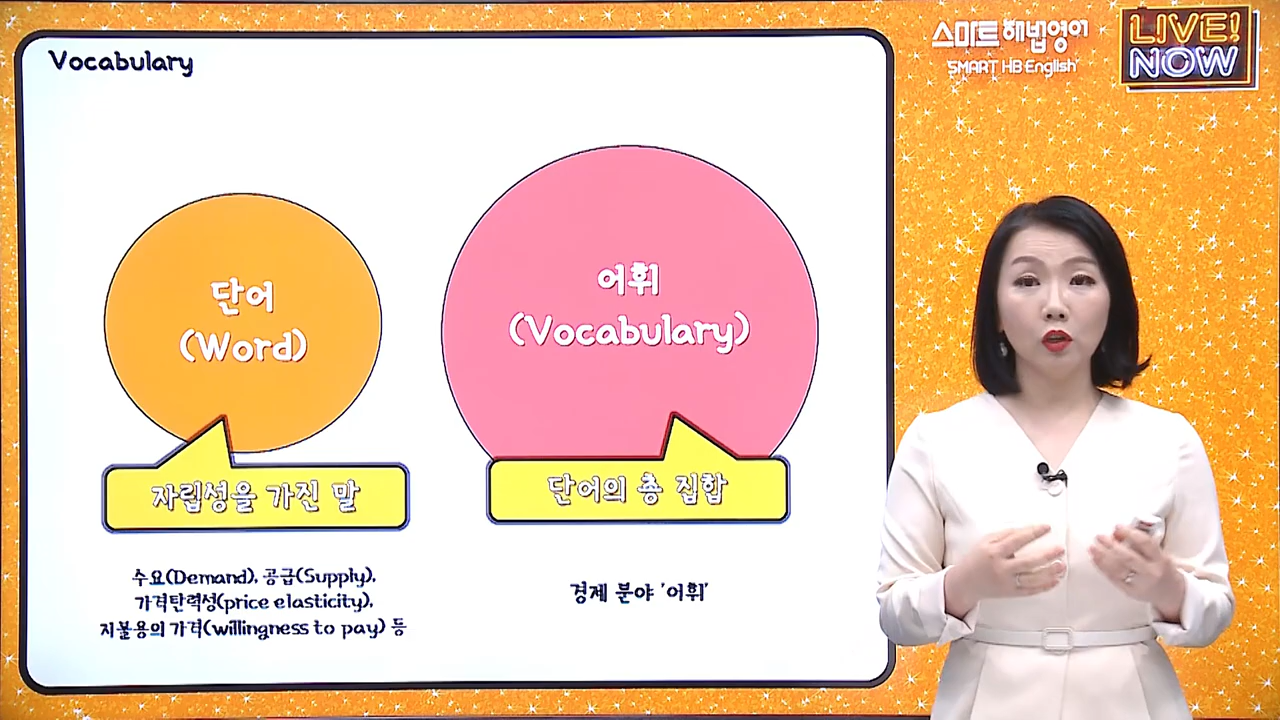 Vocabulary
스마트 해법영어
SMART HB English
LIVE!
NOW
단어
(Word)
자립성을 가진 말
수요(Demand), 공급(Supply),
가격탄력성(price elasticity),
지불용의 가격(willingness to pay) 등
어휘
(Vocabulary)
단어의 총 집합
경제 분야 '어휘'